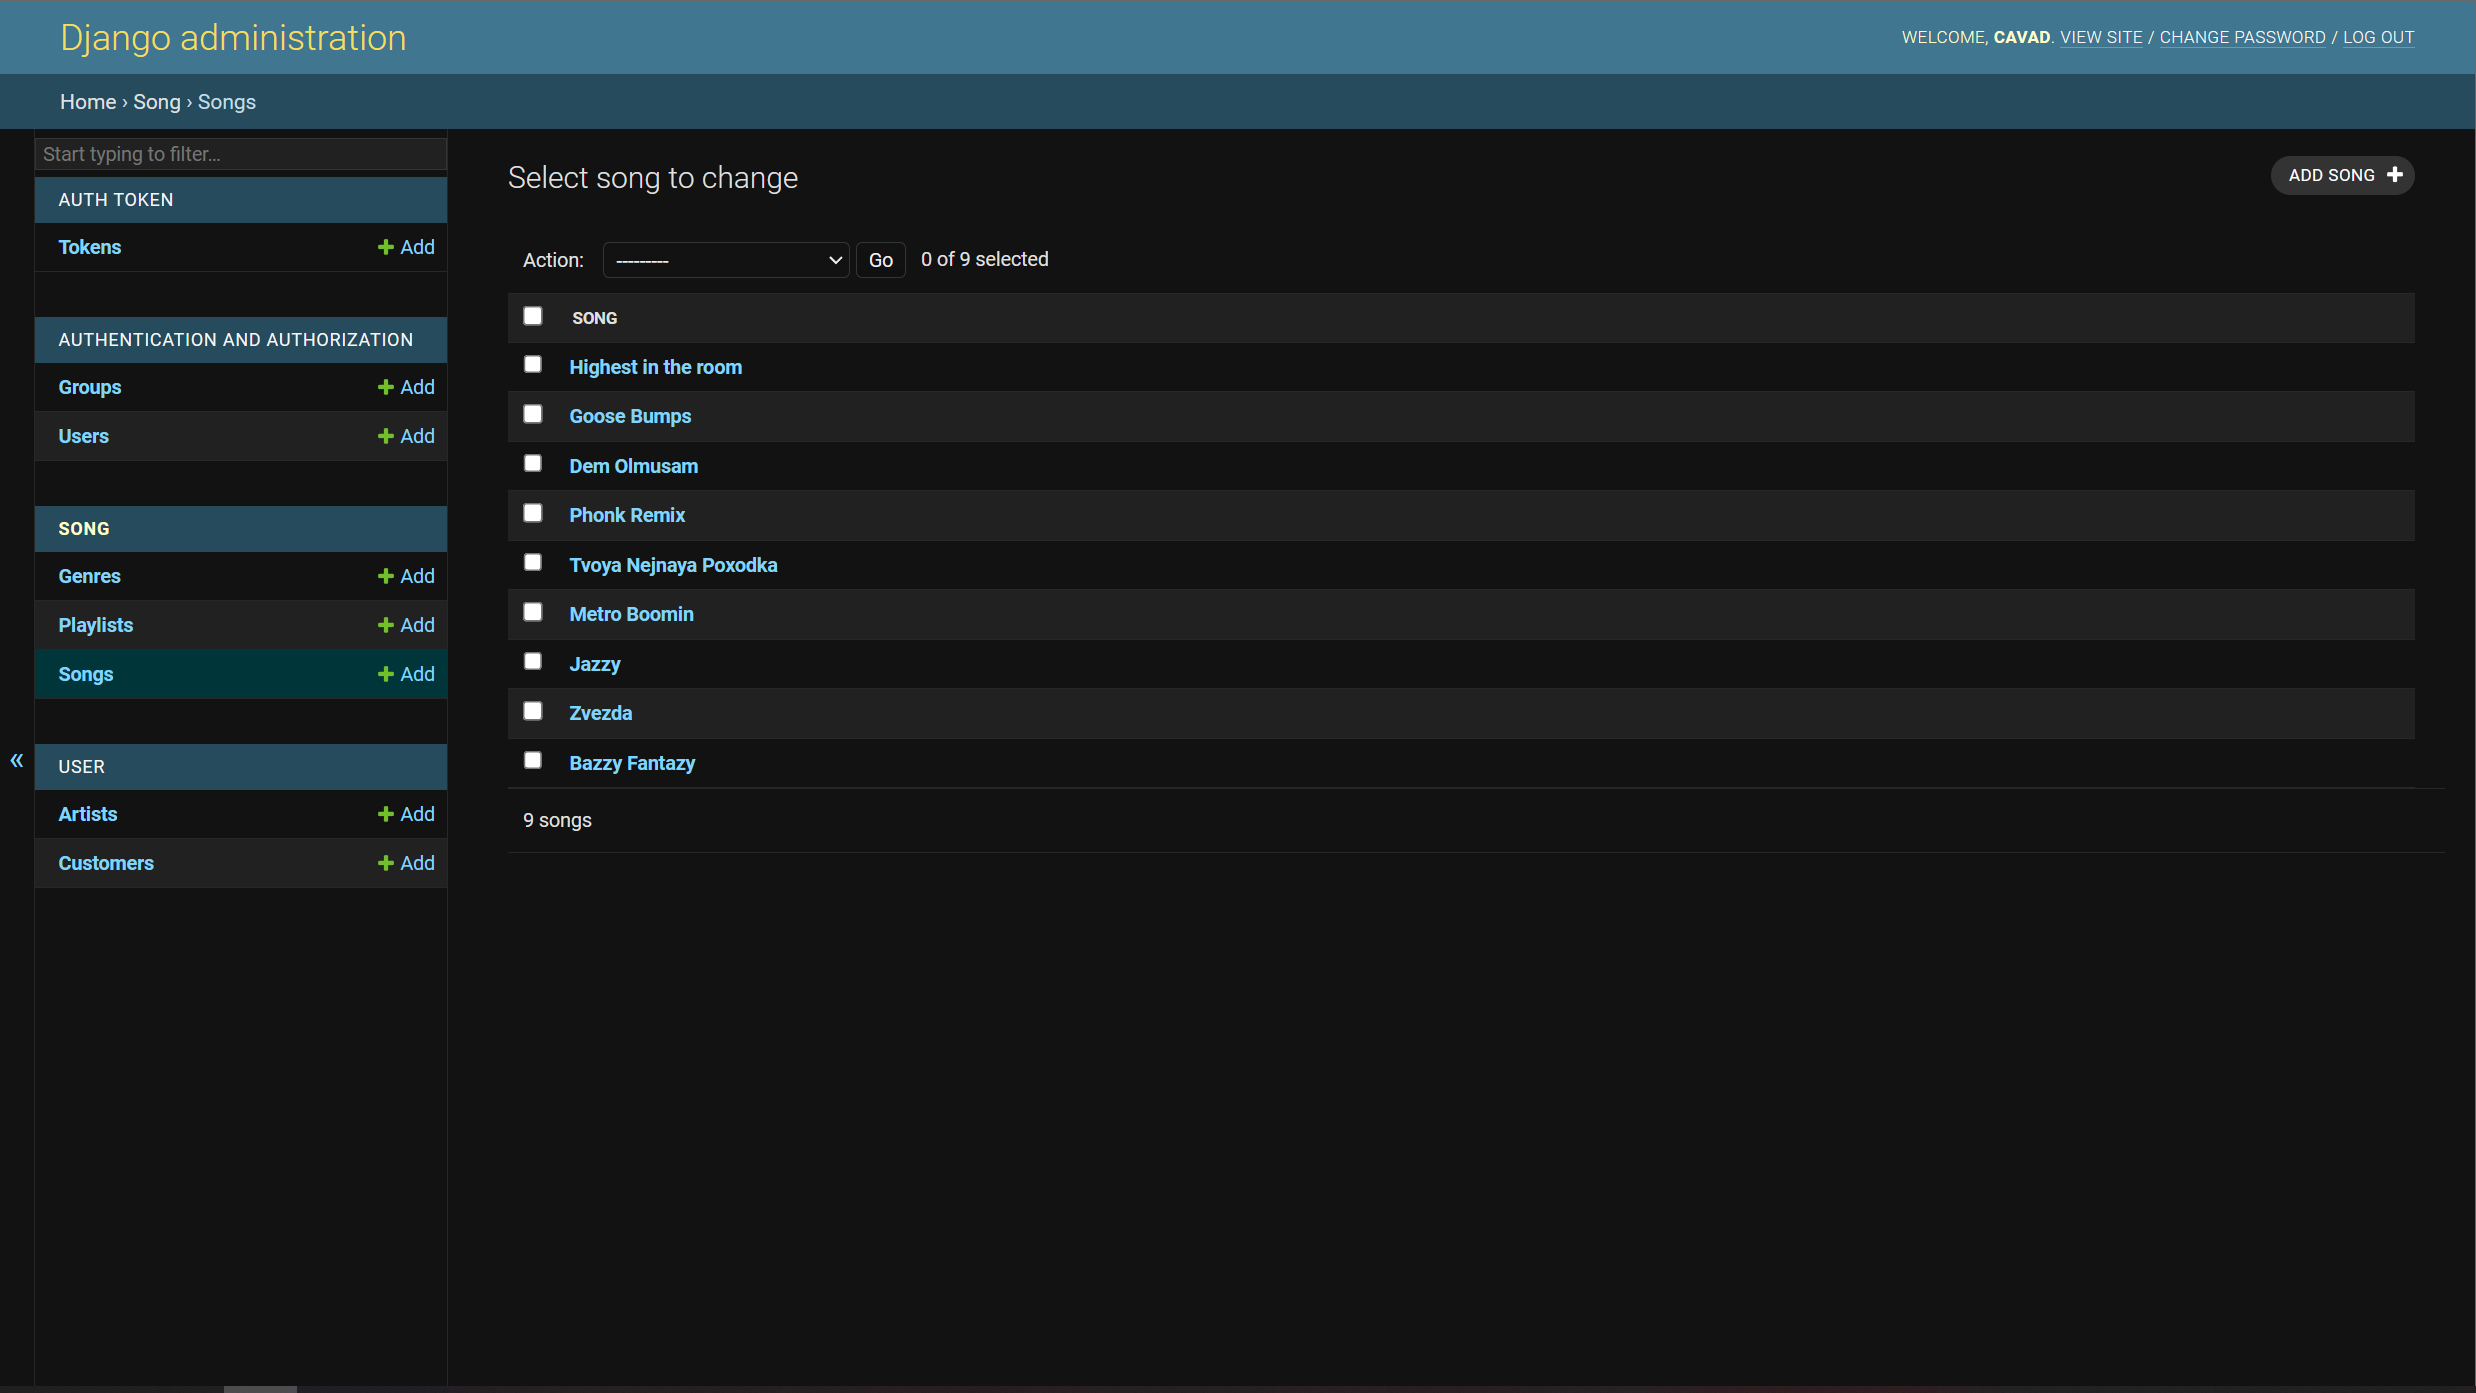 Django administration
WELCOME, CAVAD. VIEW SITE / CHANGE PASSWORD / LOG OUT
Home › Song › Songs
Start typing to filter...
AUTH TOKEN
Tokens + Add
AUTHENTICATION AND AUTHORIZATION
Groups + Add
Users + Add
SONG
Genres + Add
Playlists + Add
Songs + Add
«
USER
Artists + Add
Customers + Add
Select song to change
ADD SONG +
Action: --------- Go 0 of 9 selected
SONG
Highest in the room
Goose Bumps
Dem Olmusam
Phonk Remix
Tvoya Nejnaya Poxodka
Metro Boomin
Jazzy
Zvezda
Bazzy Fantazy
9 songs